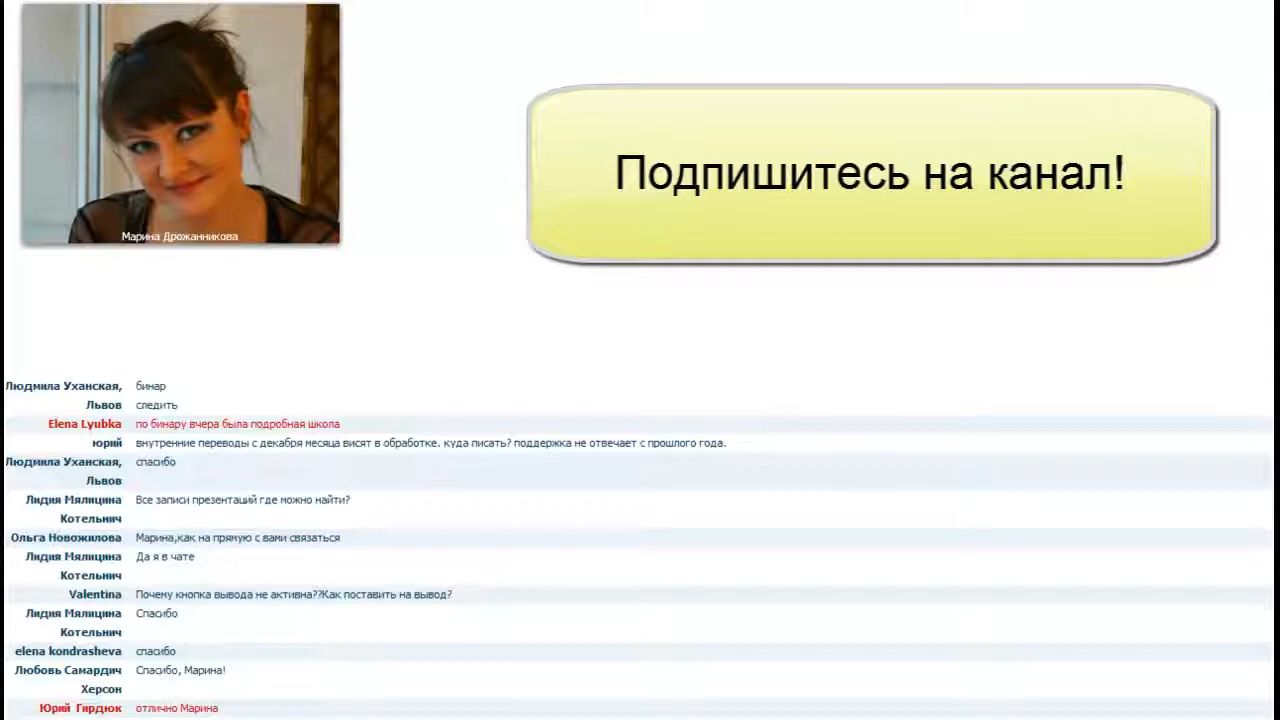 Марина Дрожанникова
Подпишитесь на канал!
Людмила Уханская, бинар
Львов следить
Elena Lyubka по бинару вчера была подробная школа
юрий внутренние переводы с декабря месяца висят в обработке. куда писать? поддержка не отвечает с прошлого года.
Людмила Уханская, спасибо
Львов
Лидия Мялицина Все записи презентаций где можно найти?
Котельнич
Ольга Новожилова Марина,как на прямую с вами связаться
Лидия Мялицина Да я в чате
Котельнич
Valentina Почему кнопка вывода не активна??Как поставить на вывод?
Лидия Мялицина Спасибо
Котельнич
elena kondrasheva спасибо
Любовь Самардич Спасибо, Марина!
Херсон
Юрий Гирдюк отлично Марина